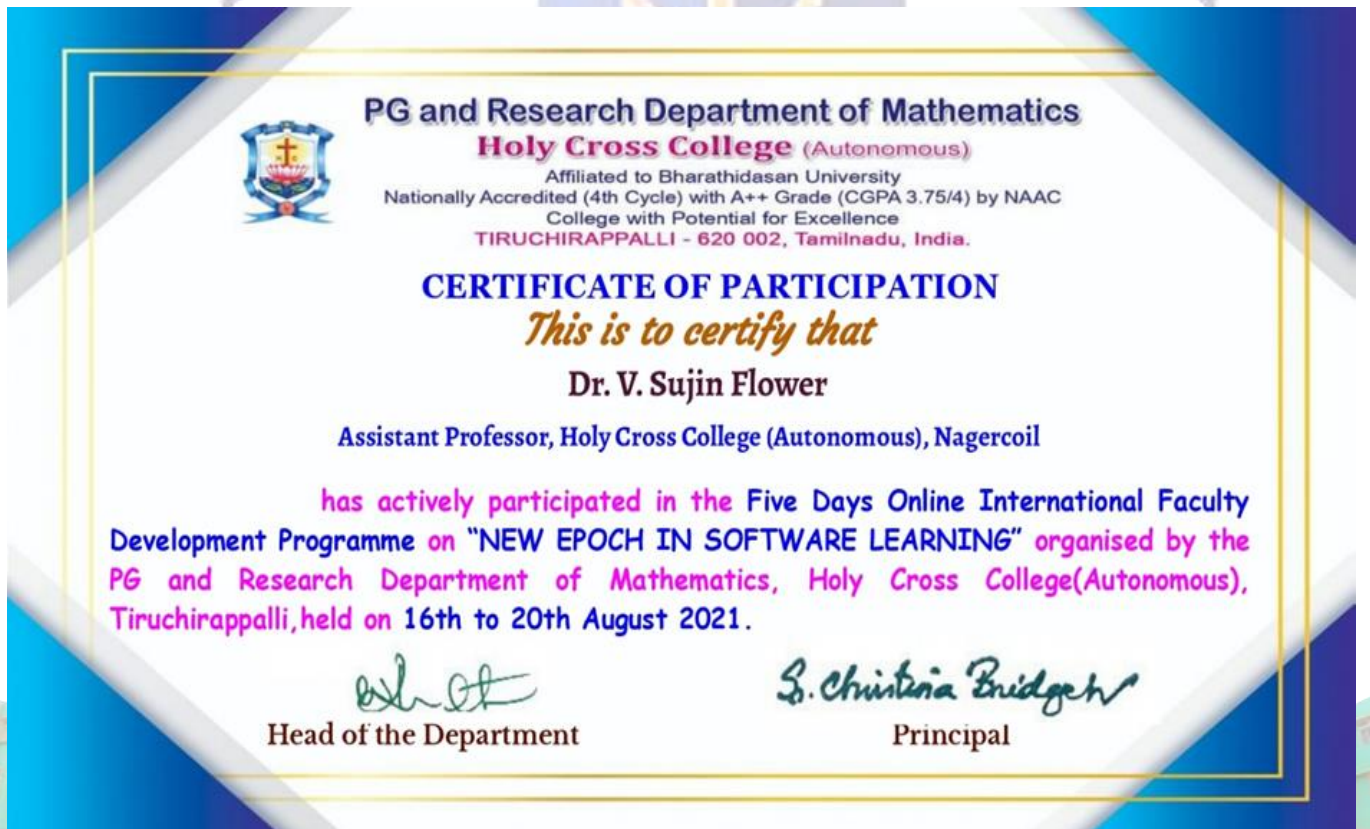 PG and Research Department of Mathematics
Holy Cross College (Autonomous)
Affiliated to Bharathidasan University
Nationally Accredited (4th Cycle) with A++ Grade (CGPA 3.75/4) by NAAC
College with Potential for Excellence
TIRUCHIRAPPALLI - 620 002, Tamilnadu, India.
CERTIFICATE OF PARTICIPATION
This is to certify that
Dr. V. Sujin Flower
Assistant Professor, Holy Cross College (Autonomous), Nagercoil
has actively participated in the Five Days Online International Faculty
Development Programme on “NEW EPOCH IN SOFTWARE LEARNING” organised by the
PG and Research Department of Mathematics, Holy Cross College(Autonomous),
Tiruchirappalli,held on 16th to 20th August 2021.
Head of the Department
Principal